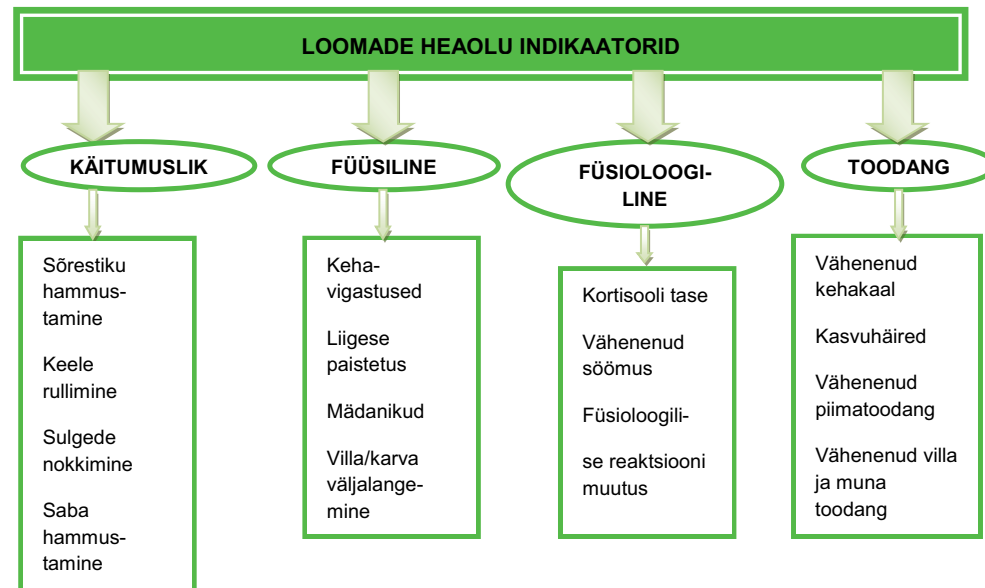 LOOMADE HEAOLU INDIKAATORID
KÄITUMUSLIK
Sõrestiku
hammus-
tamine
Keele
rullimine
Sulgede
nokkimine
Saba
hammus-
tamine
FÜÜSILINE
Keha-
vigastused
Liigese
paistetus
Mädanikud
Villa/karva
väljalange-
mine
FÜSIOLOOGI-
LINE
Kortisooli tase
Vähenenud
söömus
Füsioloogili-
se reaktsiooni
muutus
TOODANG
Vähenenud
kehakaal
Kasvuhäired
Vähenenud
piimatoodang
Vähenenud villa
ja muna
toodang